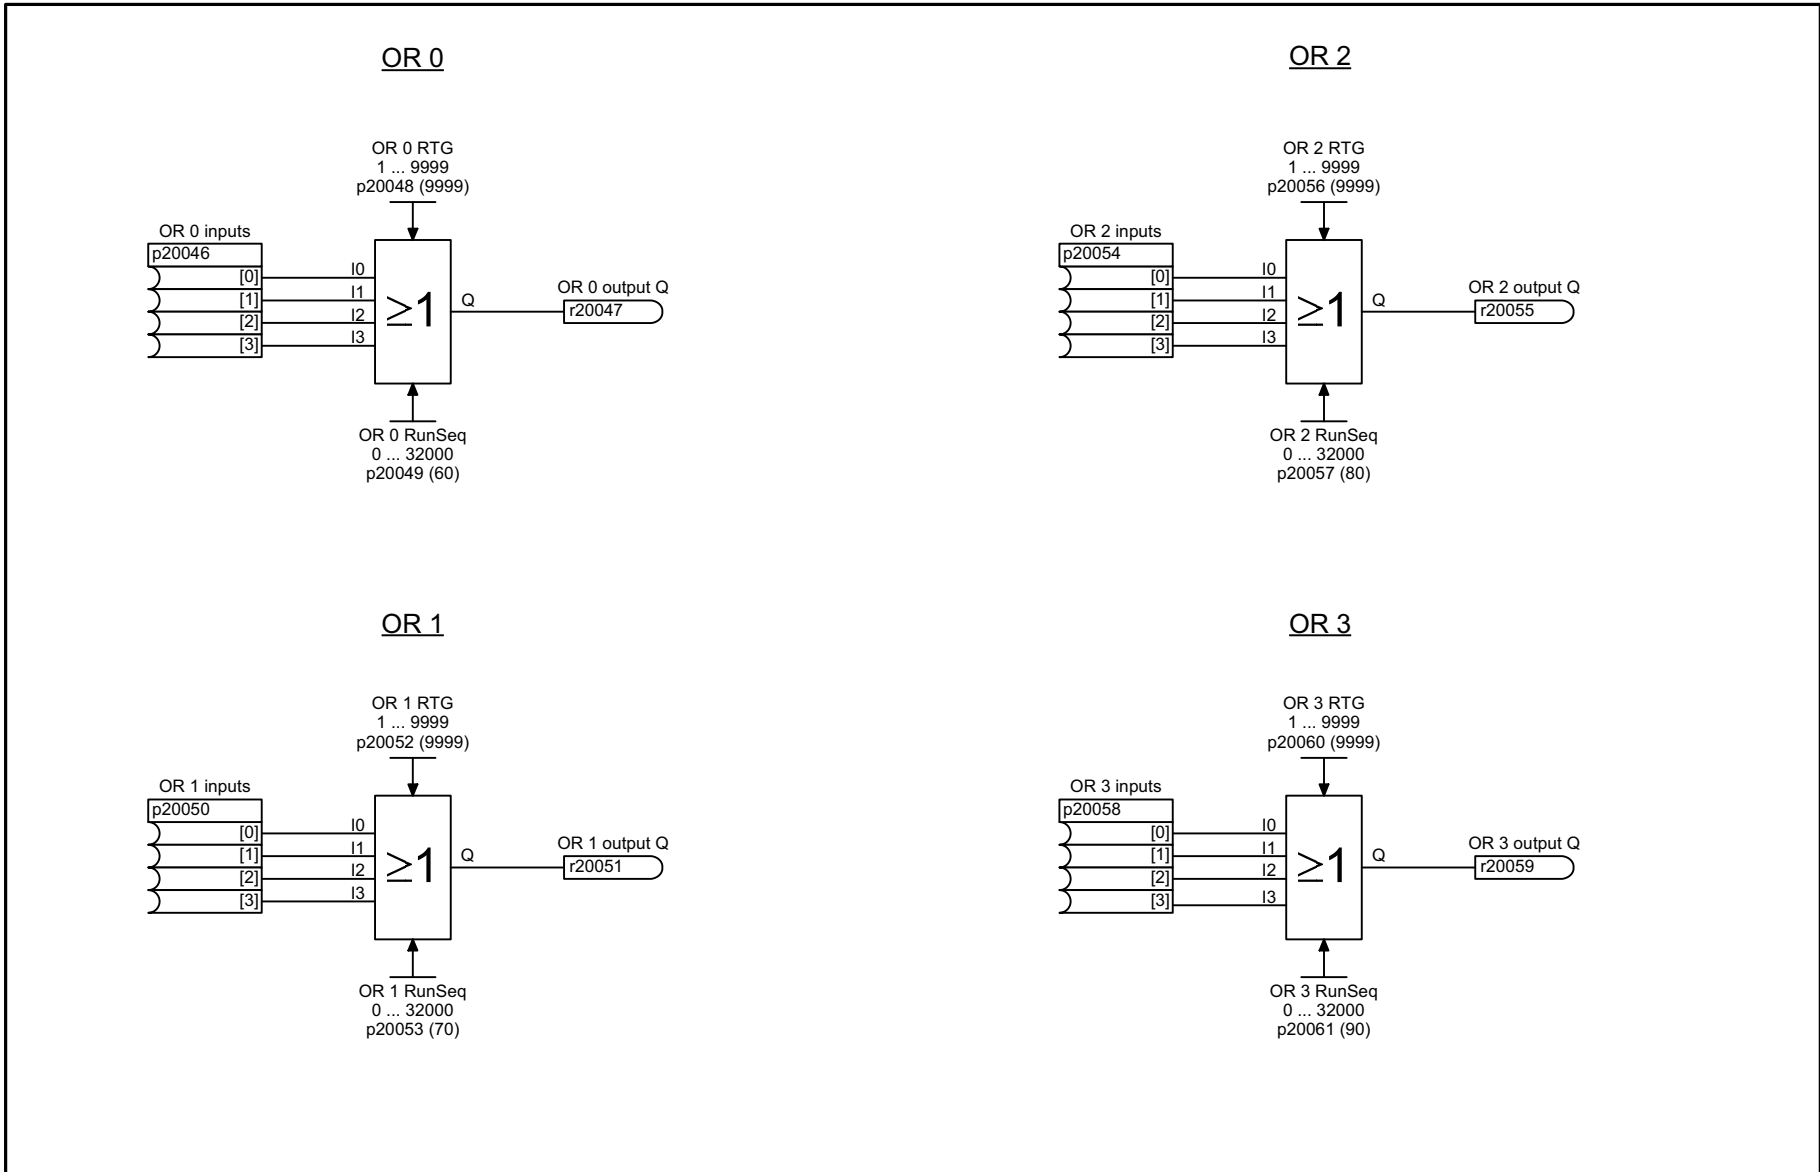 OR 0
OR 0 RTG
1 ... 9999
p20048 (9999)
OR 0 inputs
p20046
[0]
[1]
[2]
[3]
I0
I1
I2
I3
≥1
Q
OR 0 output Q
r20047
OR 0 RunSeq
0 ... 32000
p20049 (60)
OR 2
OR 2 RTG
1 ... 9999
p20056 (9999)
OR 2 inputs
p20054
[0]
[1]
[2]
[3]
I0
I1
I2
I3
≥1
Q
OR 2 output Q
r20055
OR 2 RunSeq
0 ... 32000
p20057 (80)
OR 1
OR 1 RTG
1 ... 9999
p20052 (9999)
OR 1 inputs
p20050
[0]
[1]
[2]
[3]
I0
I1
I2
I3
≥1
Q
OR 1 output Q
r20051
OR 1 RunSeq
0 ... 32000
p20053 (70)
OR 3
OR 3 RTG
1 ... 9999
p20060 (9999)
OR 3 inputs
p20058
[0]
[1]
[2]
[3]
I0
I1
I2
I3
≥1
Q
OR 3 output Q
r20059
OR 3 RunSeq
0 ... 32000
p20061 (90)